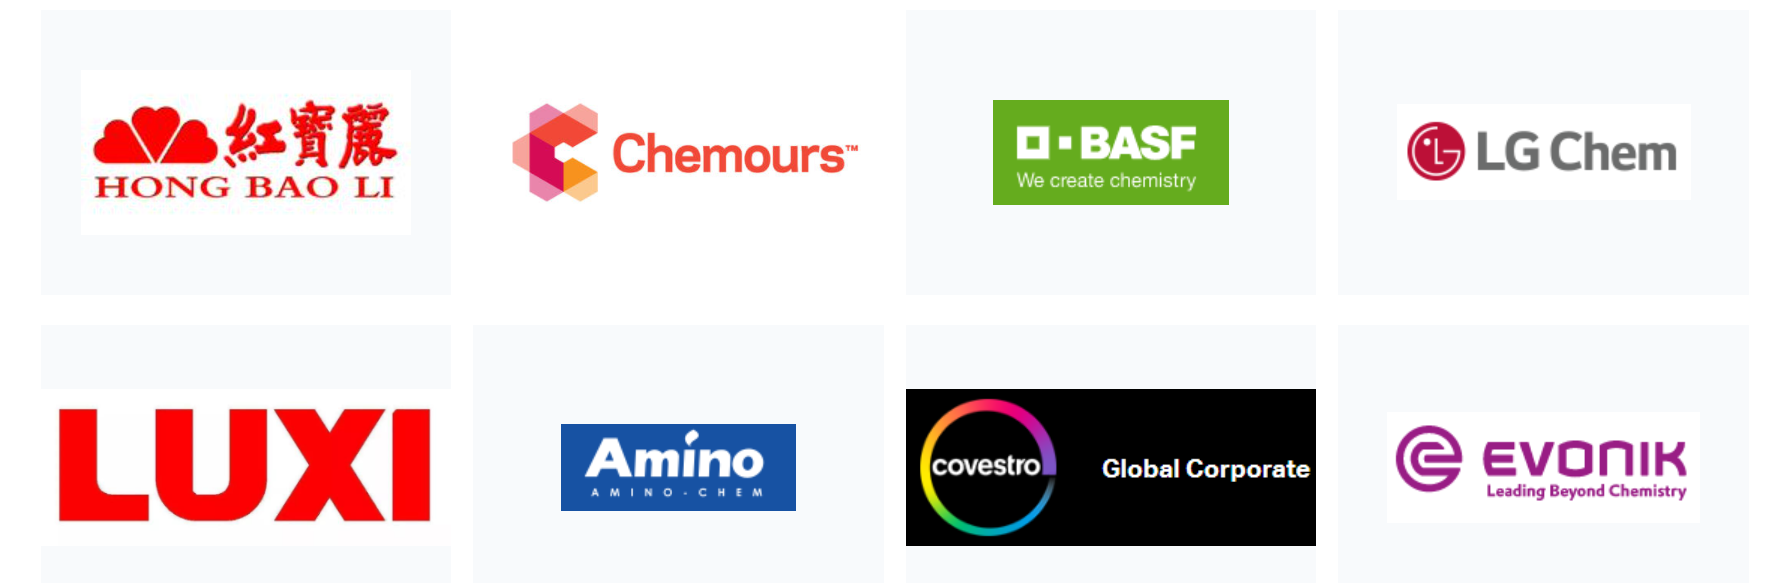 紅寶麗
HONG BAO LI
Chemours™
BASF
We create chemistry
LG Chem
LUXI
Amino
AMINO-CHEM
covestro
Global Corporate
EVONIK
Leading Beyond Chemistry